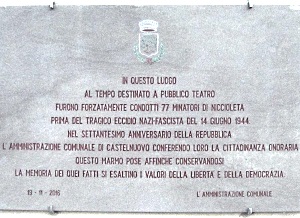 IN QUESTO LUOGO
AL TEMPO DESTINATO A PUBBLICO TEATRO
FURONO FORZATAMENTE CONDOTTI 77 MINATORI DI NICCIOLETA
PRIMA DEL TRAGICO ECCIDIO NAZI-FASCISTA DEL 14 GIUGNO 1944
NEL SETTANTESIMO ANNIVERSARIO DELLA REPUBBLICA
L'AMMINISTRAZIONE COMUNALE DI CASTELNUOVO CONFERENDO LORO LA CITTADINANZA ONORARIA
QUESTO MARMO POSE AFFINCHE CONSERVANDOSI
LA MEMORIA DEI QUEI FATTI SI ESALTINO I VALORI DELLA LIBERTÀ E DELLA DEMOCRAZIA
19-11-2016
L'AMMINISTRAZIONE COMUNALE